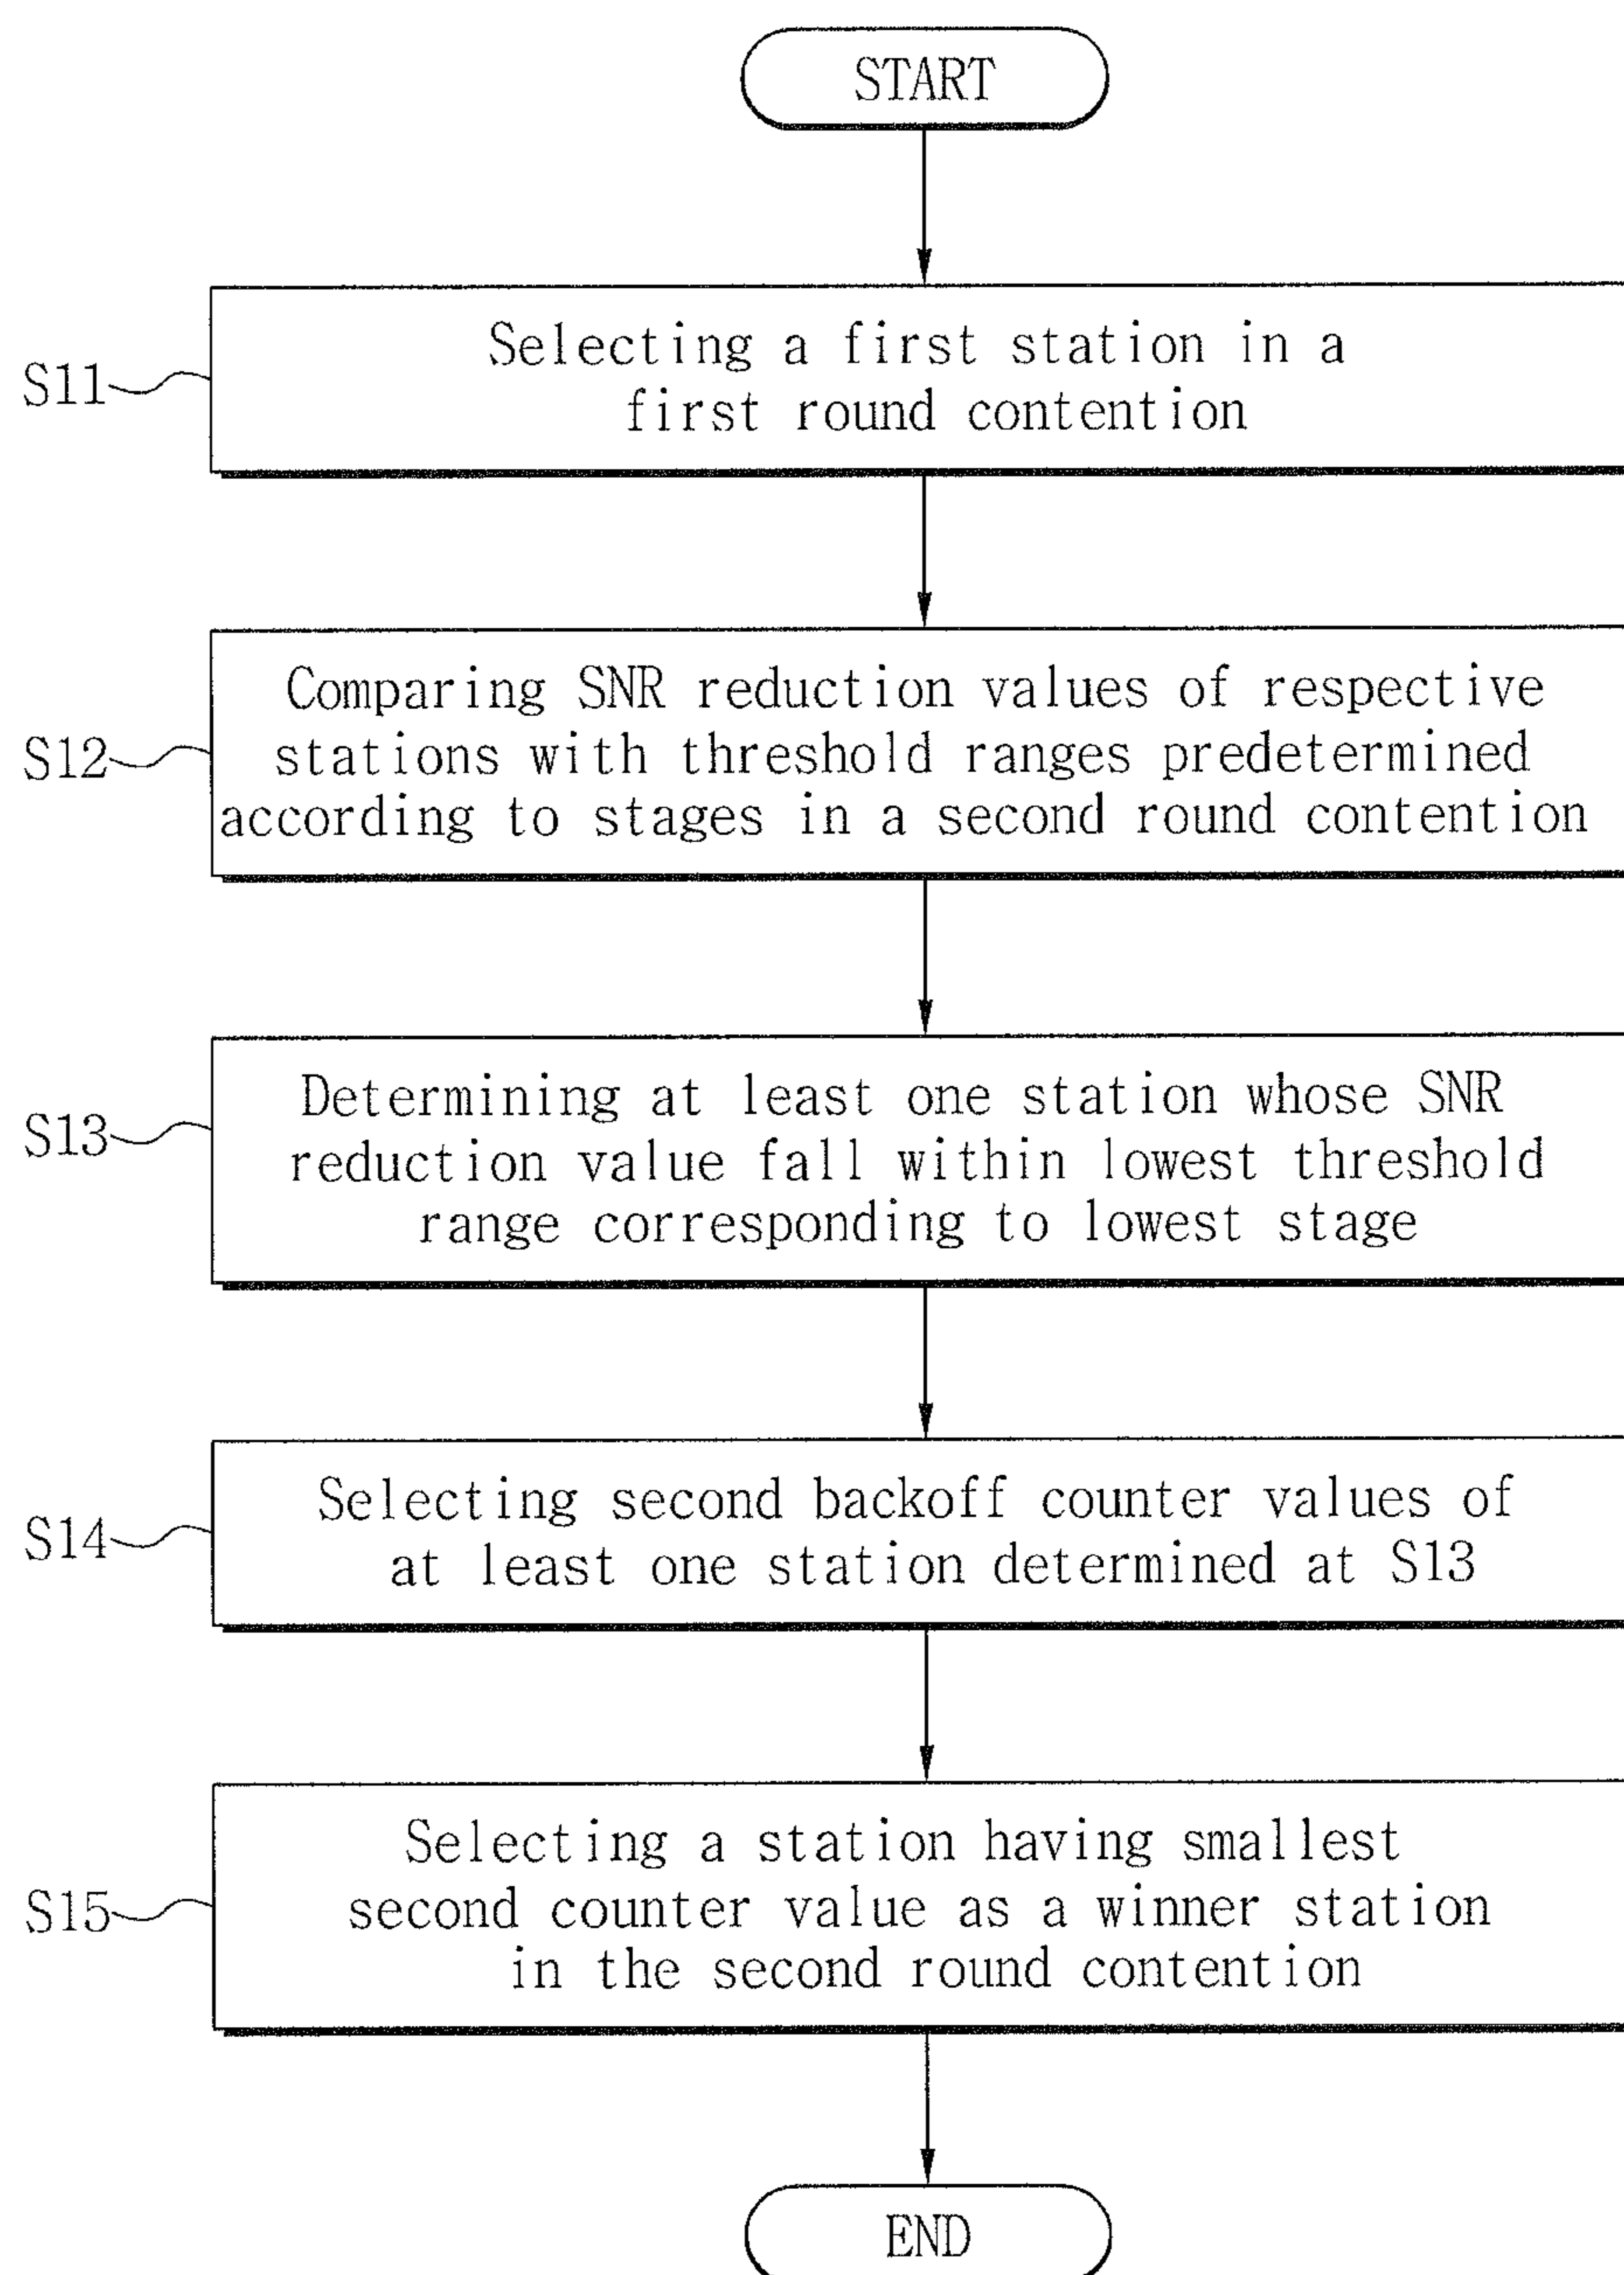 START
S11
Selecting a first station in a
first round contention
S12
Comparing SNR reduction values of respective
stations with threshold ranges predetermined
according to stages in a second round contention
S13
Determining at least one station whose SNR
reduction value fall within lowest threshold
range corresponding to lowest stage
S14
Selecting second backoff counter values of
at least one station determined at S13
S15
Selecting a station having smallest
second counter value as a winner station
in the second round contention
END